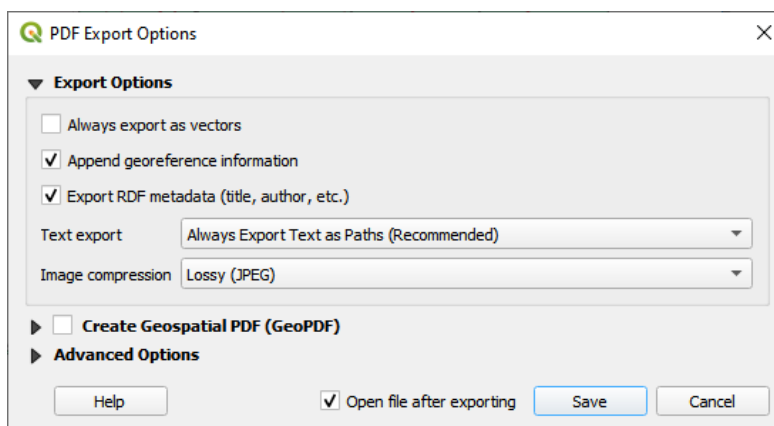 PDF Export Options
Export Options
Always export as vectors
Append georeference information
Export RDF metadata (title, author, etc.)
Text export Always Export Text as Paths (Recommended)
Image compression Lossy (JPEG)
Create Geospatial PDF (GeoPDF)
Advanced Options
Help Open file after exporting Save Cancel